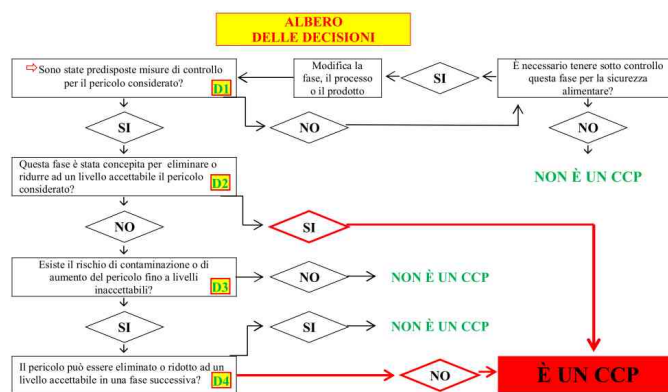 ALBERO
DELLE DECISIONI
⇨Sono state predisposte misure di controllo
per il pericolo considerato?
D1
Modifica la
fase, il processo
o il prodotto
SI
È necessario tenere sotto controllo
questa fase per la sicurezza
alimentare?
SI
NO
NO
NON È UN CCP
Questa fase è stata concepita per eliminare o
ridurre ad un livello accettabile il pericolo
considerato?
D2
NO
SI
Esiste il rischio di contaminazione o di
aumento del pericolo fino a livelli
inaccettabili?
D3
NO
NON È UN CCP
SI
SI
NON È UN CCP
Il pericolo può essere eliminato o ridotto ad un
livello accettabile in una fase successiva?
D4
NO
È UN CCP